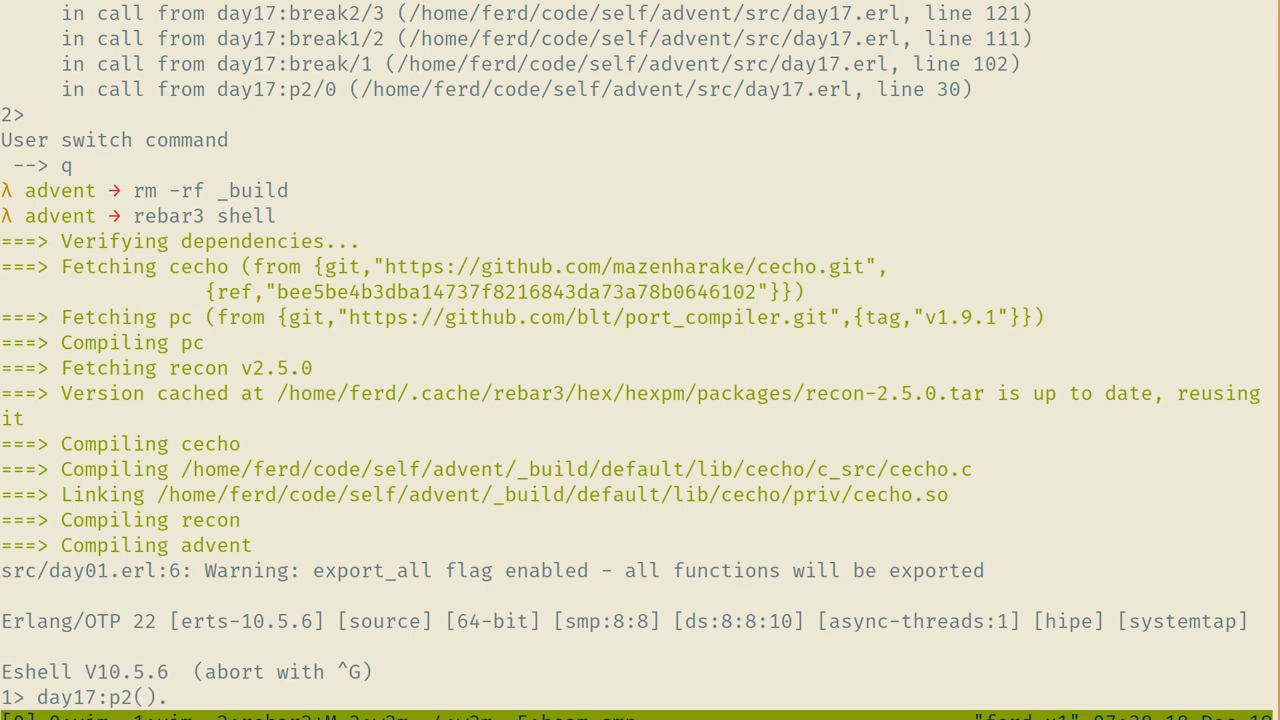 in call from day17:break2/3 (/home/ferd/code/self/advent/src/day17.erl, line 121)
in call from day17:break1/2 (/home/ferd/code/self/advent/src/day17.erl, line 111)
in call from day17:break/1 (/home/ferd/code/self/advent/src/day17.erl, line 102)
in call from day17:p2/0 (/home/ferd/code/self/advent/src/day17.erl, line 30)
2>
User switch command
--> q
λ advent → rm -rf _build
λ advent → rebar3 shell
===> Verifying dependencies...
===> Fetching cecho (from {git,"https://github.com/mazenharake/cecho.git",
{ref,"bee5be4b3dba14737f8216843da73a78b0646102"}})
===> Fetching pc (from {git,"https://github.com/blt/port_compiler.git",{tag,"v1.9.1"}})
===> Compiling pc
===> Fetching recon v2.5.0
===> Version cached at /home/ferd/.cache/rebar3/hex/hexpm/packages/recon-2.5.0.tar is up to date, reusing
it
===> Compiling cecho
===> Compiling /home/ferd/code/self/advent/_build/default/lib/cecho/c_src/cecho.c
===> Linking /home/ferd/code/self/advent/_build/default/lib/cecho/priv/cecho.so
===> Compiling recon
===> Compiling advent
src/day01.erl:6: Warning: export_all flag enabled - all functions will be exported
Erlang/OTP 22 [erts-10.5.6] [source] [64-bit] [smp:8:8] [ds:8:8:10] [async-threads:1] [hipe] [systemtap]
Eshell V10.5.6 (abort with ^G)
1> day17:p2().